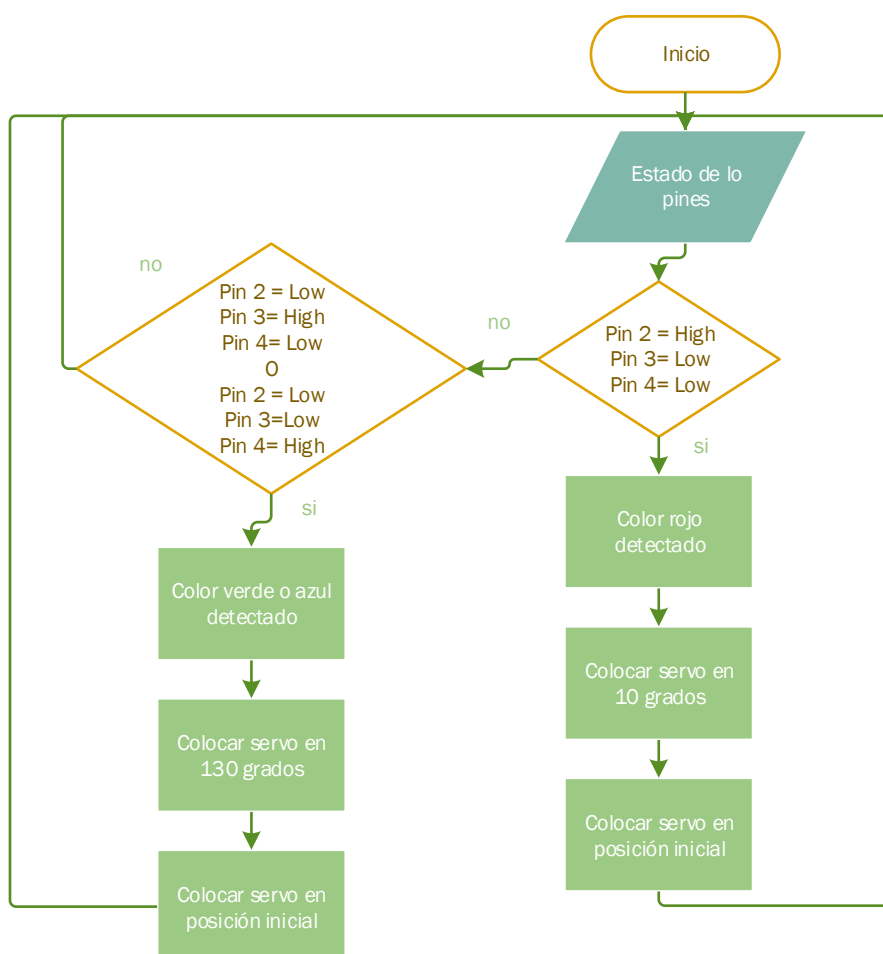 Inicio
Estado de lo
pines
Pin 2 = High
Pin 3= Low
Pin 4= Low
no
si
Pin 2 = Low
Pin 3= High
Pin 4= Low
O
Pin 2 = Low
Pin 3=Low
Pin 4= High
no
si
Color rojo
detectado
Colocar servo en
10 grados
Colocar servo en
posición inicial
Color verde o azul
detectado
Colocar servo en
130 grados
Colocar servo en
posición inicial